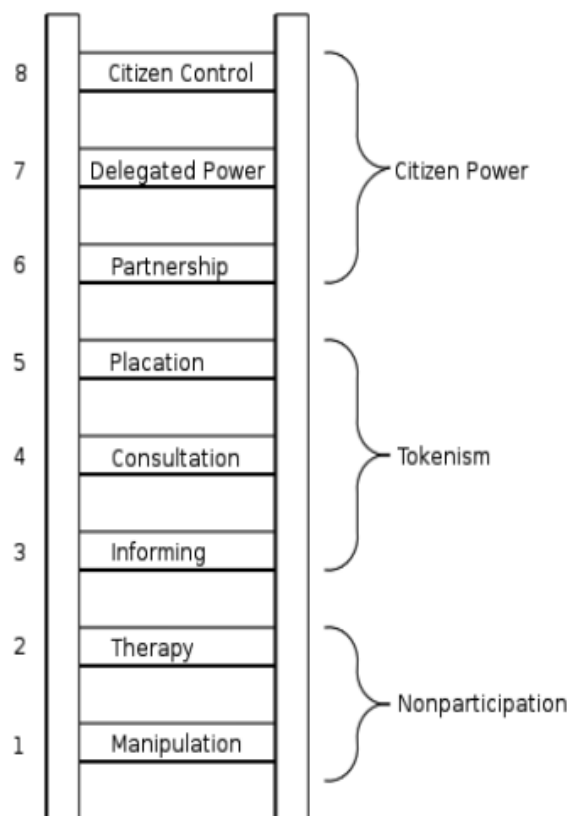 8 Citizen Control
7 Delegated Power Citizen Power
6 Partnership
5 Placation
4 Consultation Tokenism
3 Informing
2 Therapy
Nonparticipation
1 Manipulation